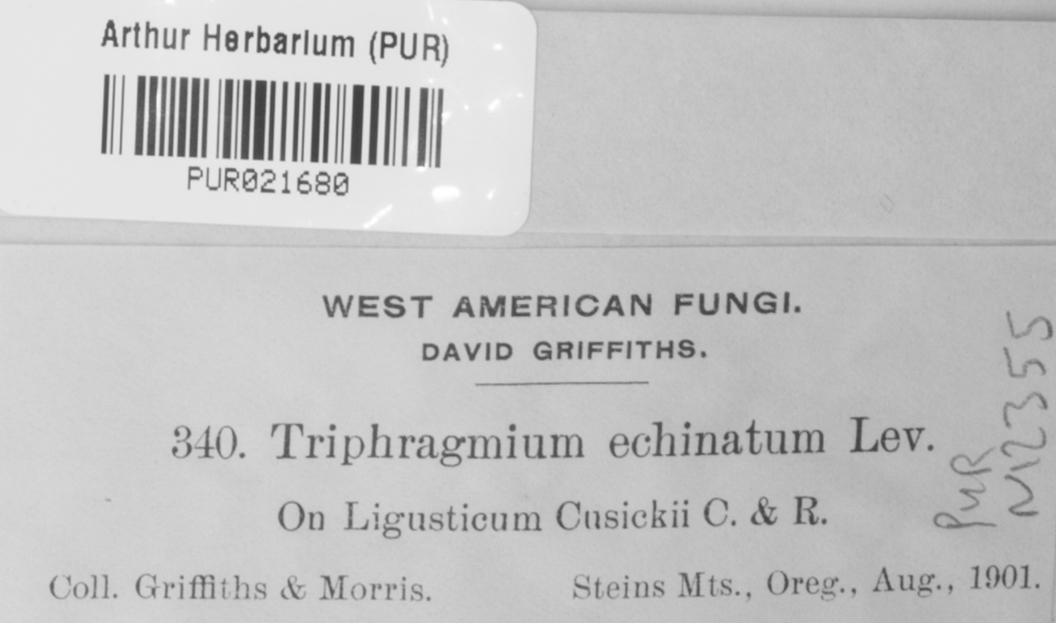 Arthur Herbarium (PUR)
PUR021680
WEST AMERICAN FUNGI.
DAVID GRIFFITHS.
340. Triphragmium echinatum Lev.
On Ligusticum Cusickii C. & R.
Coll. Griffiths & Morris. Steins Mts., Oreg., Aug., 1901.
PUR
N12355